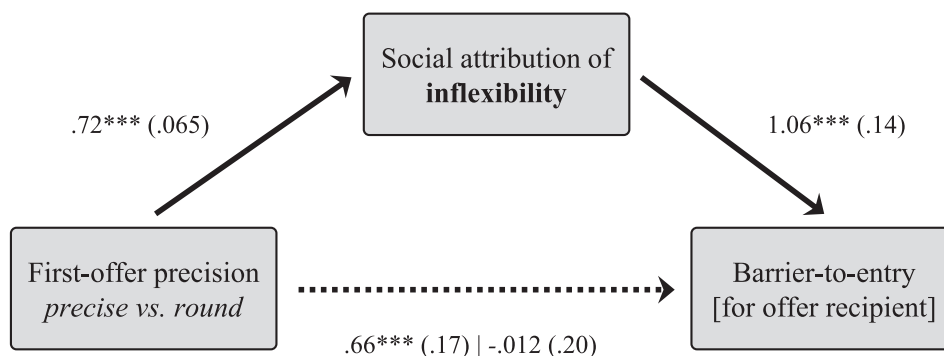 Social attribution of
inflexibility
.72*** (.065)
1.06*** (.14)
First-offer precision
precise vs. round
Barrier-to-entry
[for offer recipient]
.66*** (.17) | -.012 (.20)